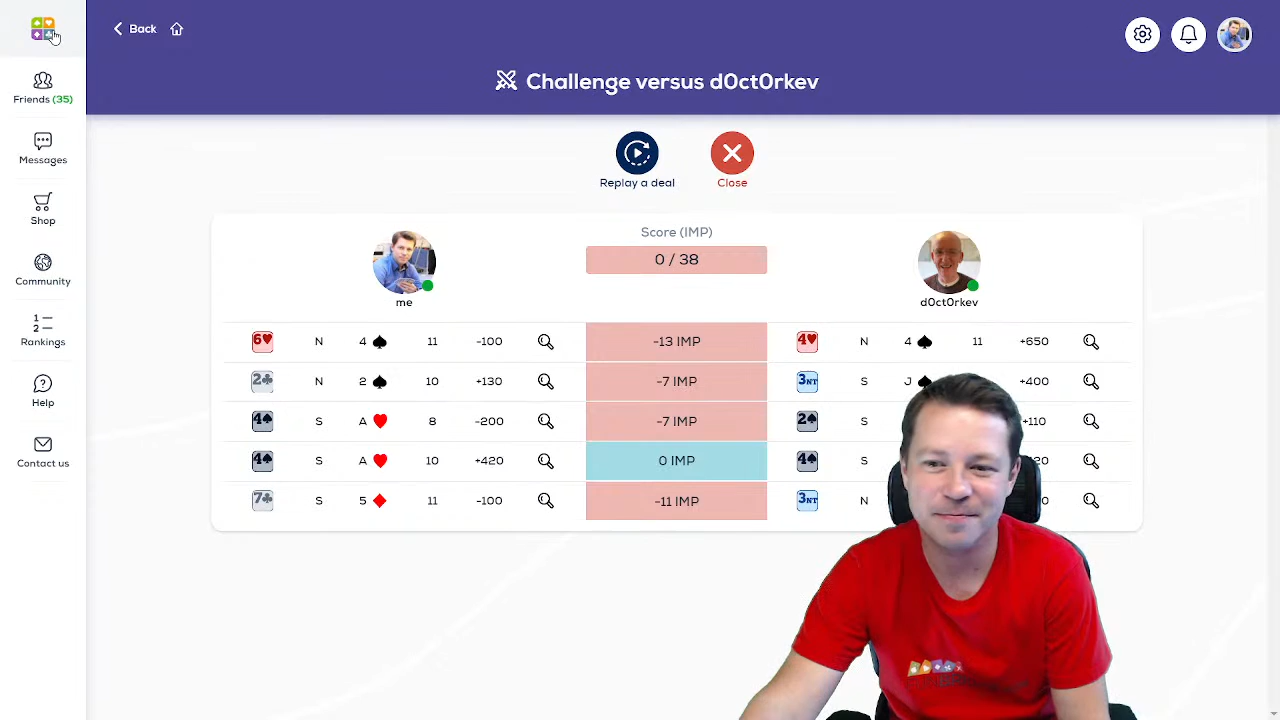 Back
Challenge versus d0ct0rkev
Friends (35)
Messages
Shop
Community
Rankings
Help
Contact us
Replay a deal
Close
Score (IMP)
0 / 38
me
d0ct0rkev
6♥ N 4♠ 11 -100 -13 IMP 4♥ N 4♠ 11 +650
2♣ N 2♠ 10 +130 -7 IMP 3NT S J♠ +400
4♠ S A♥ 8 -200 -7 IMP 2♠ S +110
4♠ S A♥ 10 +420 0 IMP 4♠ S
7♣ S 5♦ 11 -100 -11 IMP 3NT N